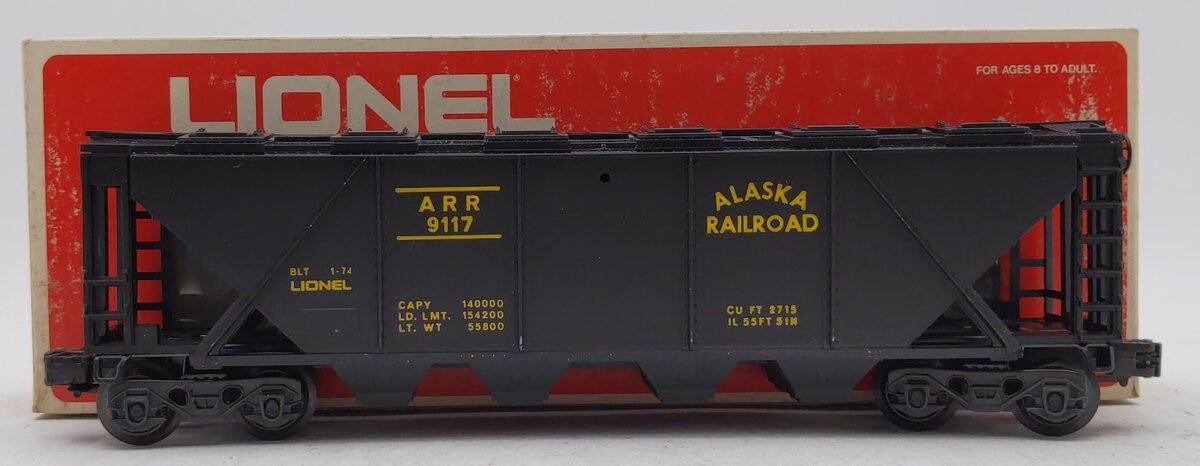 LIONEL
FOR AGES 8 TO ADULT.
ARR
9117
ALASKA
RAILROAD
BLT 1-74
LIONEL
CAPY 140000
LD. LMT. 154200
LT. WT 55800
CU FT 2715
IL 55FT 51N